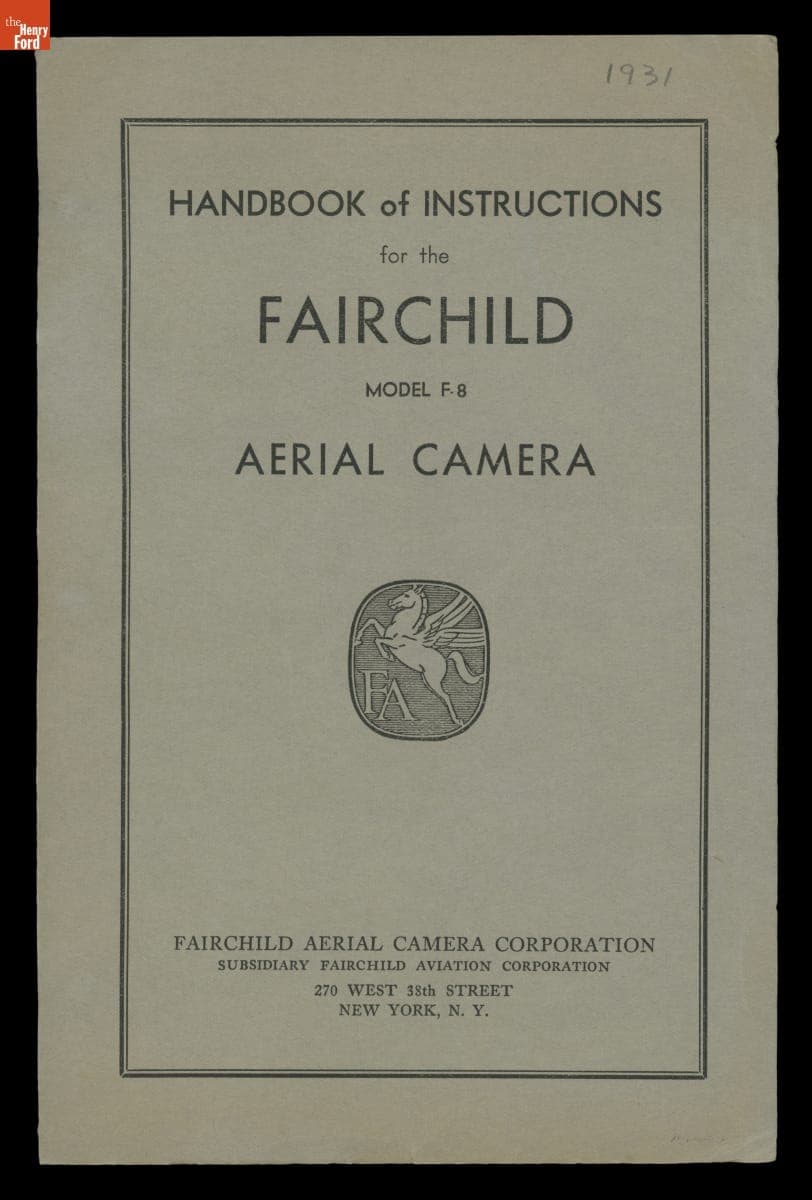 the
Henry
Ford
1931
HANDBOOK of INSTRUCTIONS
for the
FAIRCHILD
MODEL F-8
AERIAL CAMERA
FA
FAIRCHILD AERIAL CAMERA CORPORATION
SUBSIDIARY FAIRCHILD AVIATION CORPORATION
270 WEST 38th STREET
NEW YORK, N. Y.